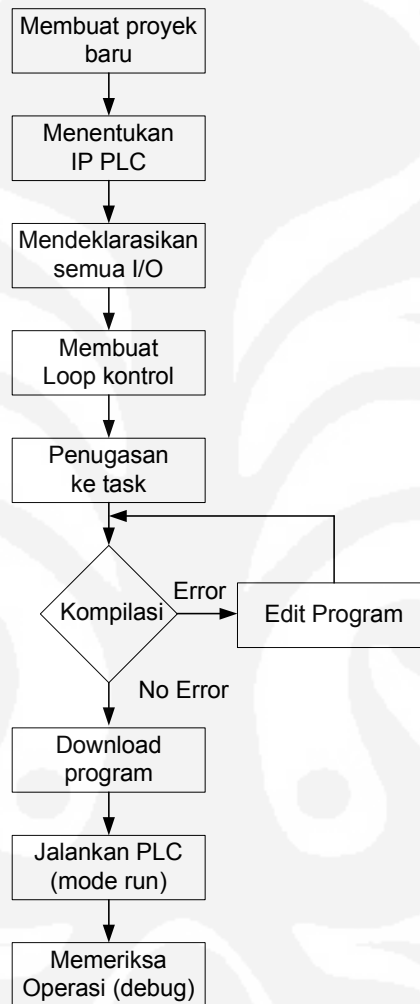 Membuat proyek
baru
Menentukan
IP PLC
Mendeklarasikan
semua I/O
Membuat
Loop kontrol
Penugasan
ke task
Kompilasi
Error
Edit Program
No Error
Download
program
Jalankan PLC
(mode run)
Memeriksa
Operasi (debug)